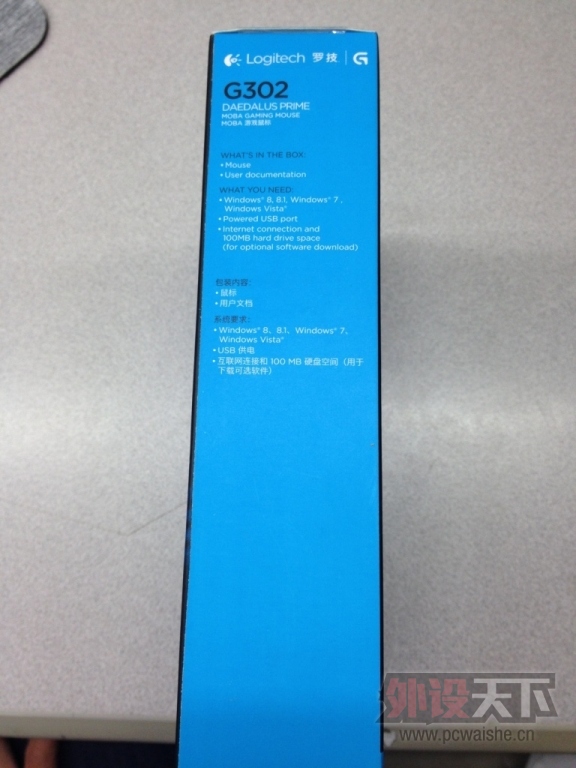 Logitech 罗技 G
G302
DAEDALUS PRIME
MOBA GAMING MOUSE
MOBA 游戏鼠标
WHAT'S IN THE BOX:
• Mouse
• User documentation
WHAT YOU NEED:
• Windows® 8, 8.1, Windows® 7 ,
Windows Vista®
• Powered USB port
• Internet connection and
100MB hard drive space
(for optional software download)
包装内容:
• 鼠标
• 用户文档
系统要求:
• Windows® 8、8.1、Windows® 7、
Windows Vista®
• USB 供电
• 互联网连接和 100 MB 硬盘空间（用于
下载可选软件）
外设天下
www.pcwaishe.cn